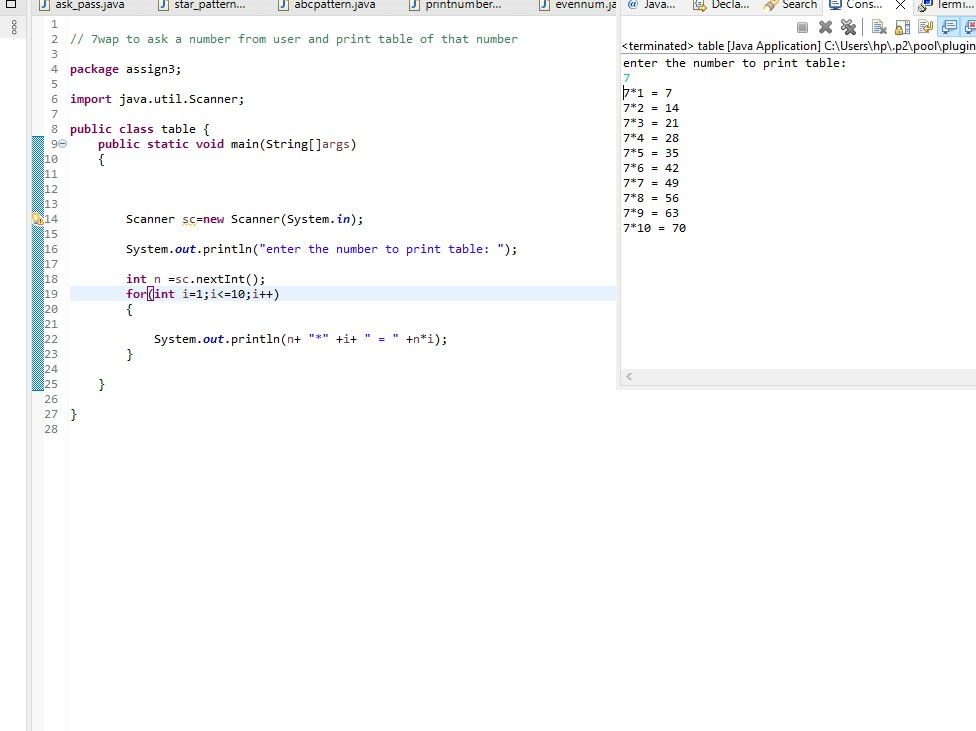 ask_pass.java star_pattern... abcpattern.java printnumber... evennum.ja
1
2 // 7wap to ask a number from user and print table of that number
3
4 package assign3;
5
6 import java.util.Scanner;
7
8 public class table {
9 public static void main(String[]args)
10 {
11
12
13
14 Scanner sc=new Scanner(System.in);
15
16 System.out.println("enter the number to print table: ");
17
18 int n =sc.nextInt();
19 for(int i=1;i<=10;i++)
20 {
21
22 System.out.println(n+ "*" +i+ " = " +n*i);
23 }
24
25 }
26
27 }
28
Java... Decla... Search Cons... Termi...
<terminated> table [Java Application] C:\Users\hp\.p2\pool\plugin
enter the number to print table:
7
7*1 = 7
7*2 = 14
7*3 = 21
7*4 = 28
7*5 = 35
7*6 = 42
7*7 = 49
7*8 = 56
7*9 = 63
7*10 = 70